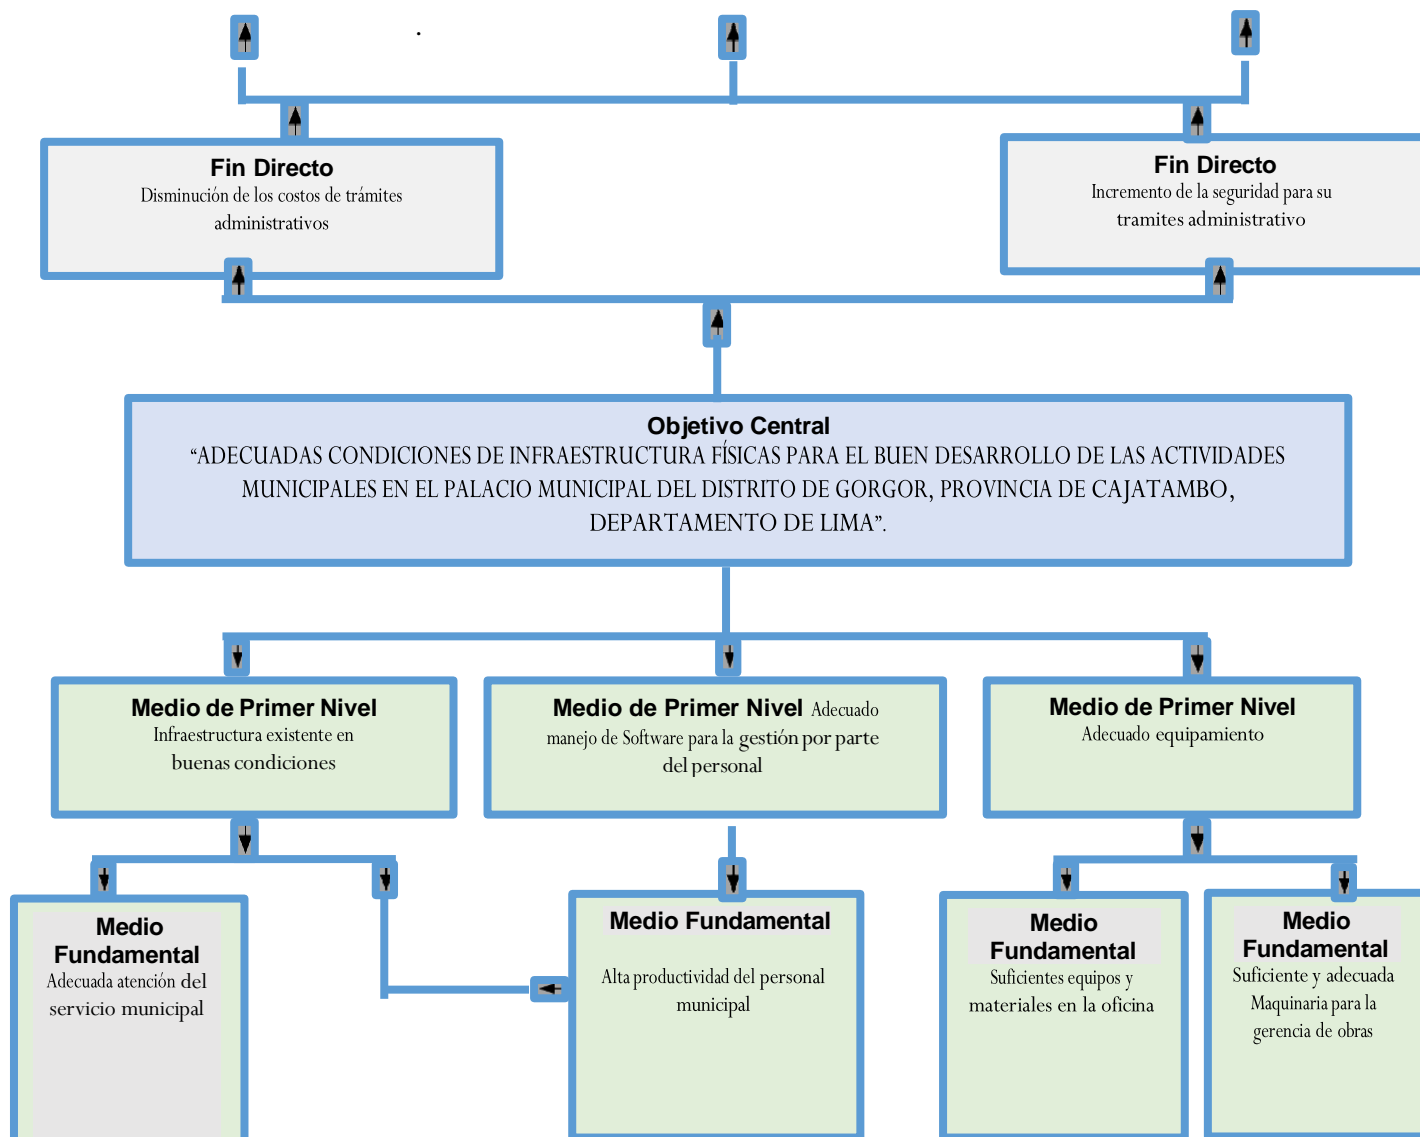 .
Fin Directo
Disminución de los costos de trámites
administrativos
Fin Directo
Incremento de la seguridad para su
tramites administrativo
Objetivo Central
“ADECUADAS CONDICIONES DE INFRAESTRUCTURA FÍSICAS PARA EL BUEN DESARROLLO DE LAS ACTIVIDADES
MUNICIPALES EN EL PALACIO MUNICIPAL DEL DISTRITO DE GORGOR, PROVINCIA DE CAJATAMBO,
DEPARTAMENTO DE LIMA”.
Medio de Primer Nivel
Infraestructura existente en
buenas condiciones
Medio de Primer Nivel Adecuado
manejo de Software para la gestión por parte
del personal
Medio de Primer Nivel
Adecuado equipamiento
Medio
Fundamental
Adecuada atención del
servicio municipal
Medio Fundamental
Alta productividad del personal
municipal
Medio
Fundamental
Suficientes equipos y
materiales en la oficina
Medio
Fundamental
Suficiente y adecuada
Maquinaria para la
gerencia de obras